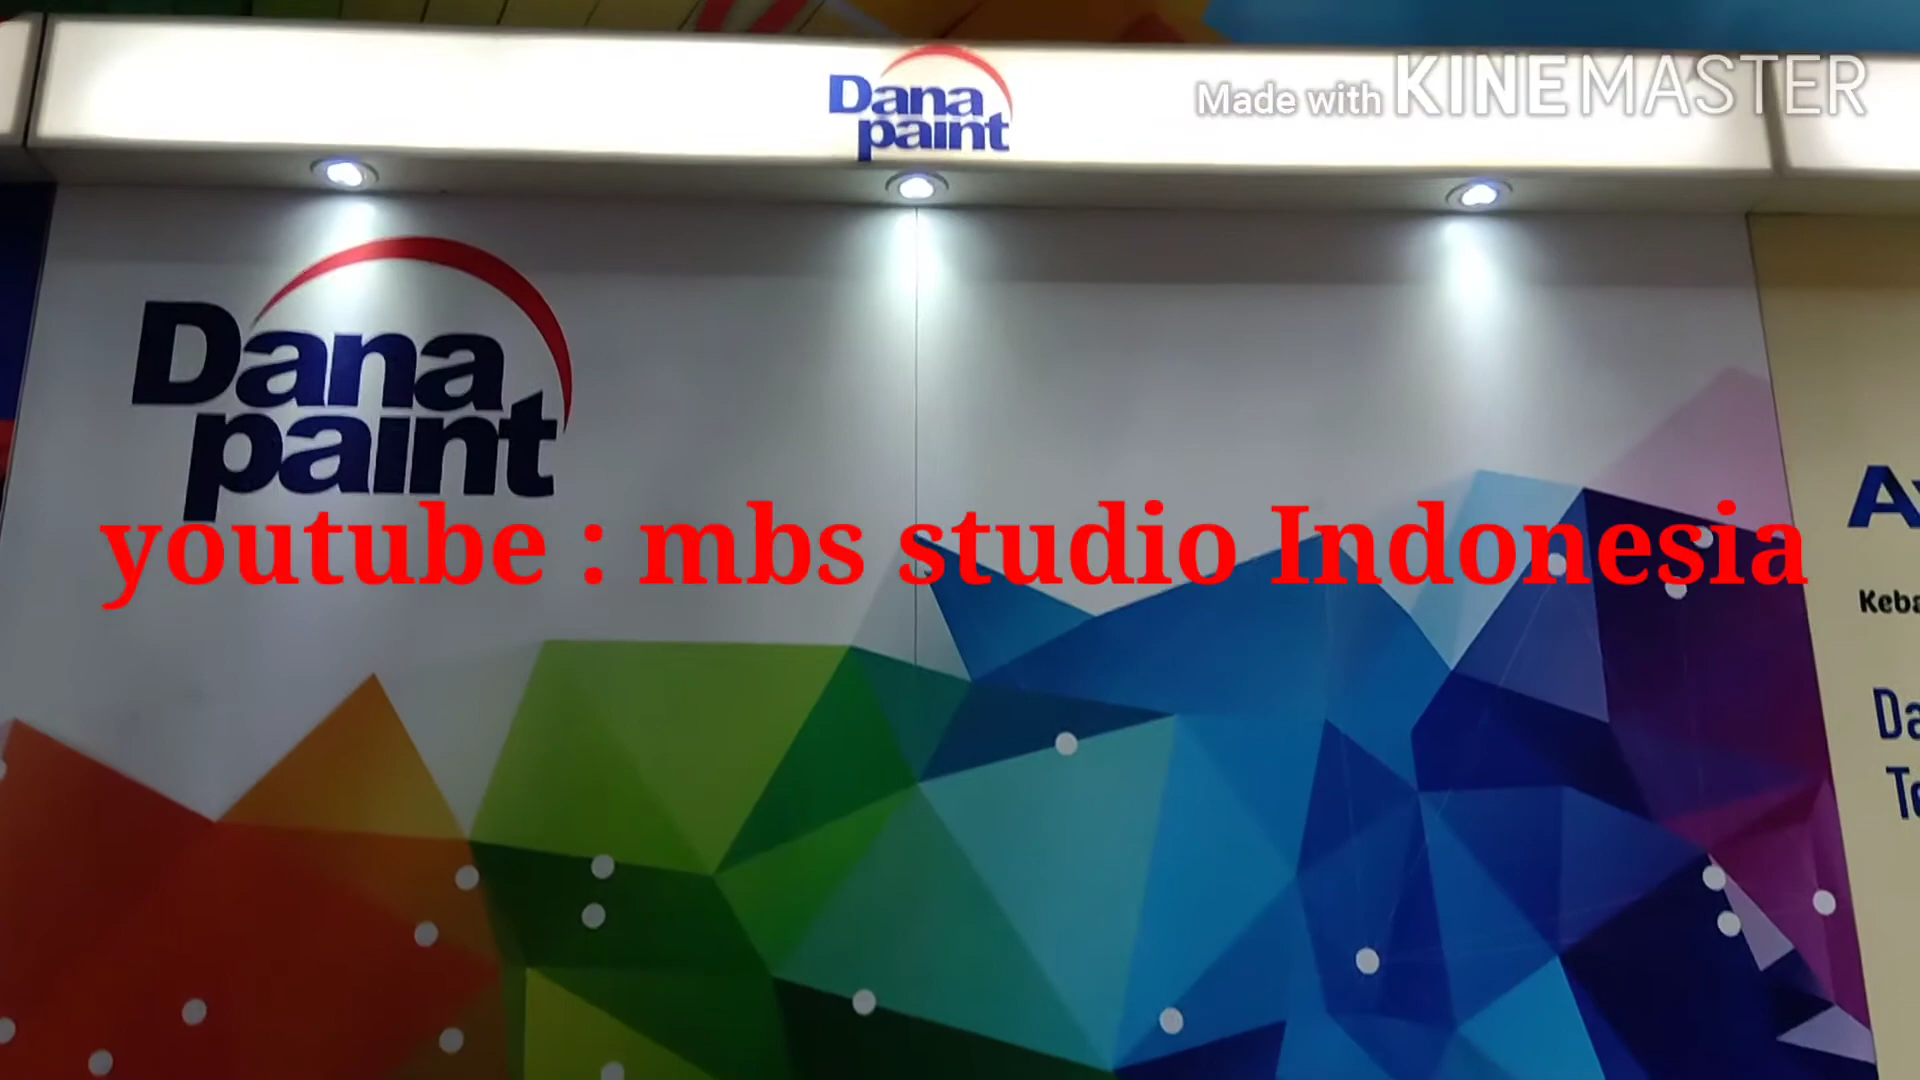 Dana
paint
Made with KINEMASTER
Dana
paint
youtube : mbs studio Indonesia